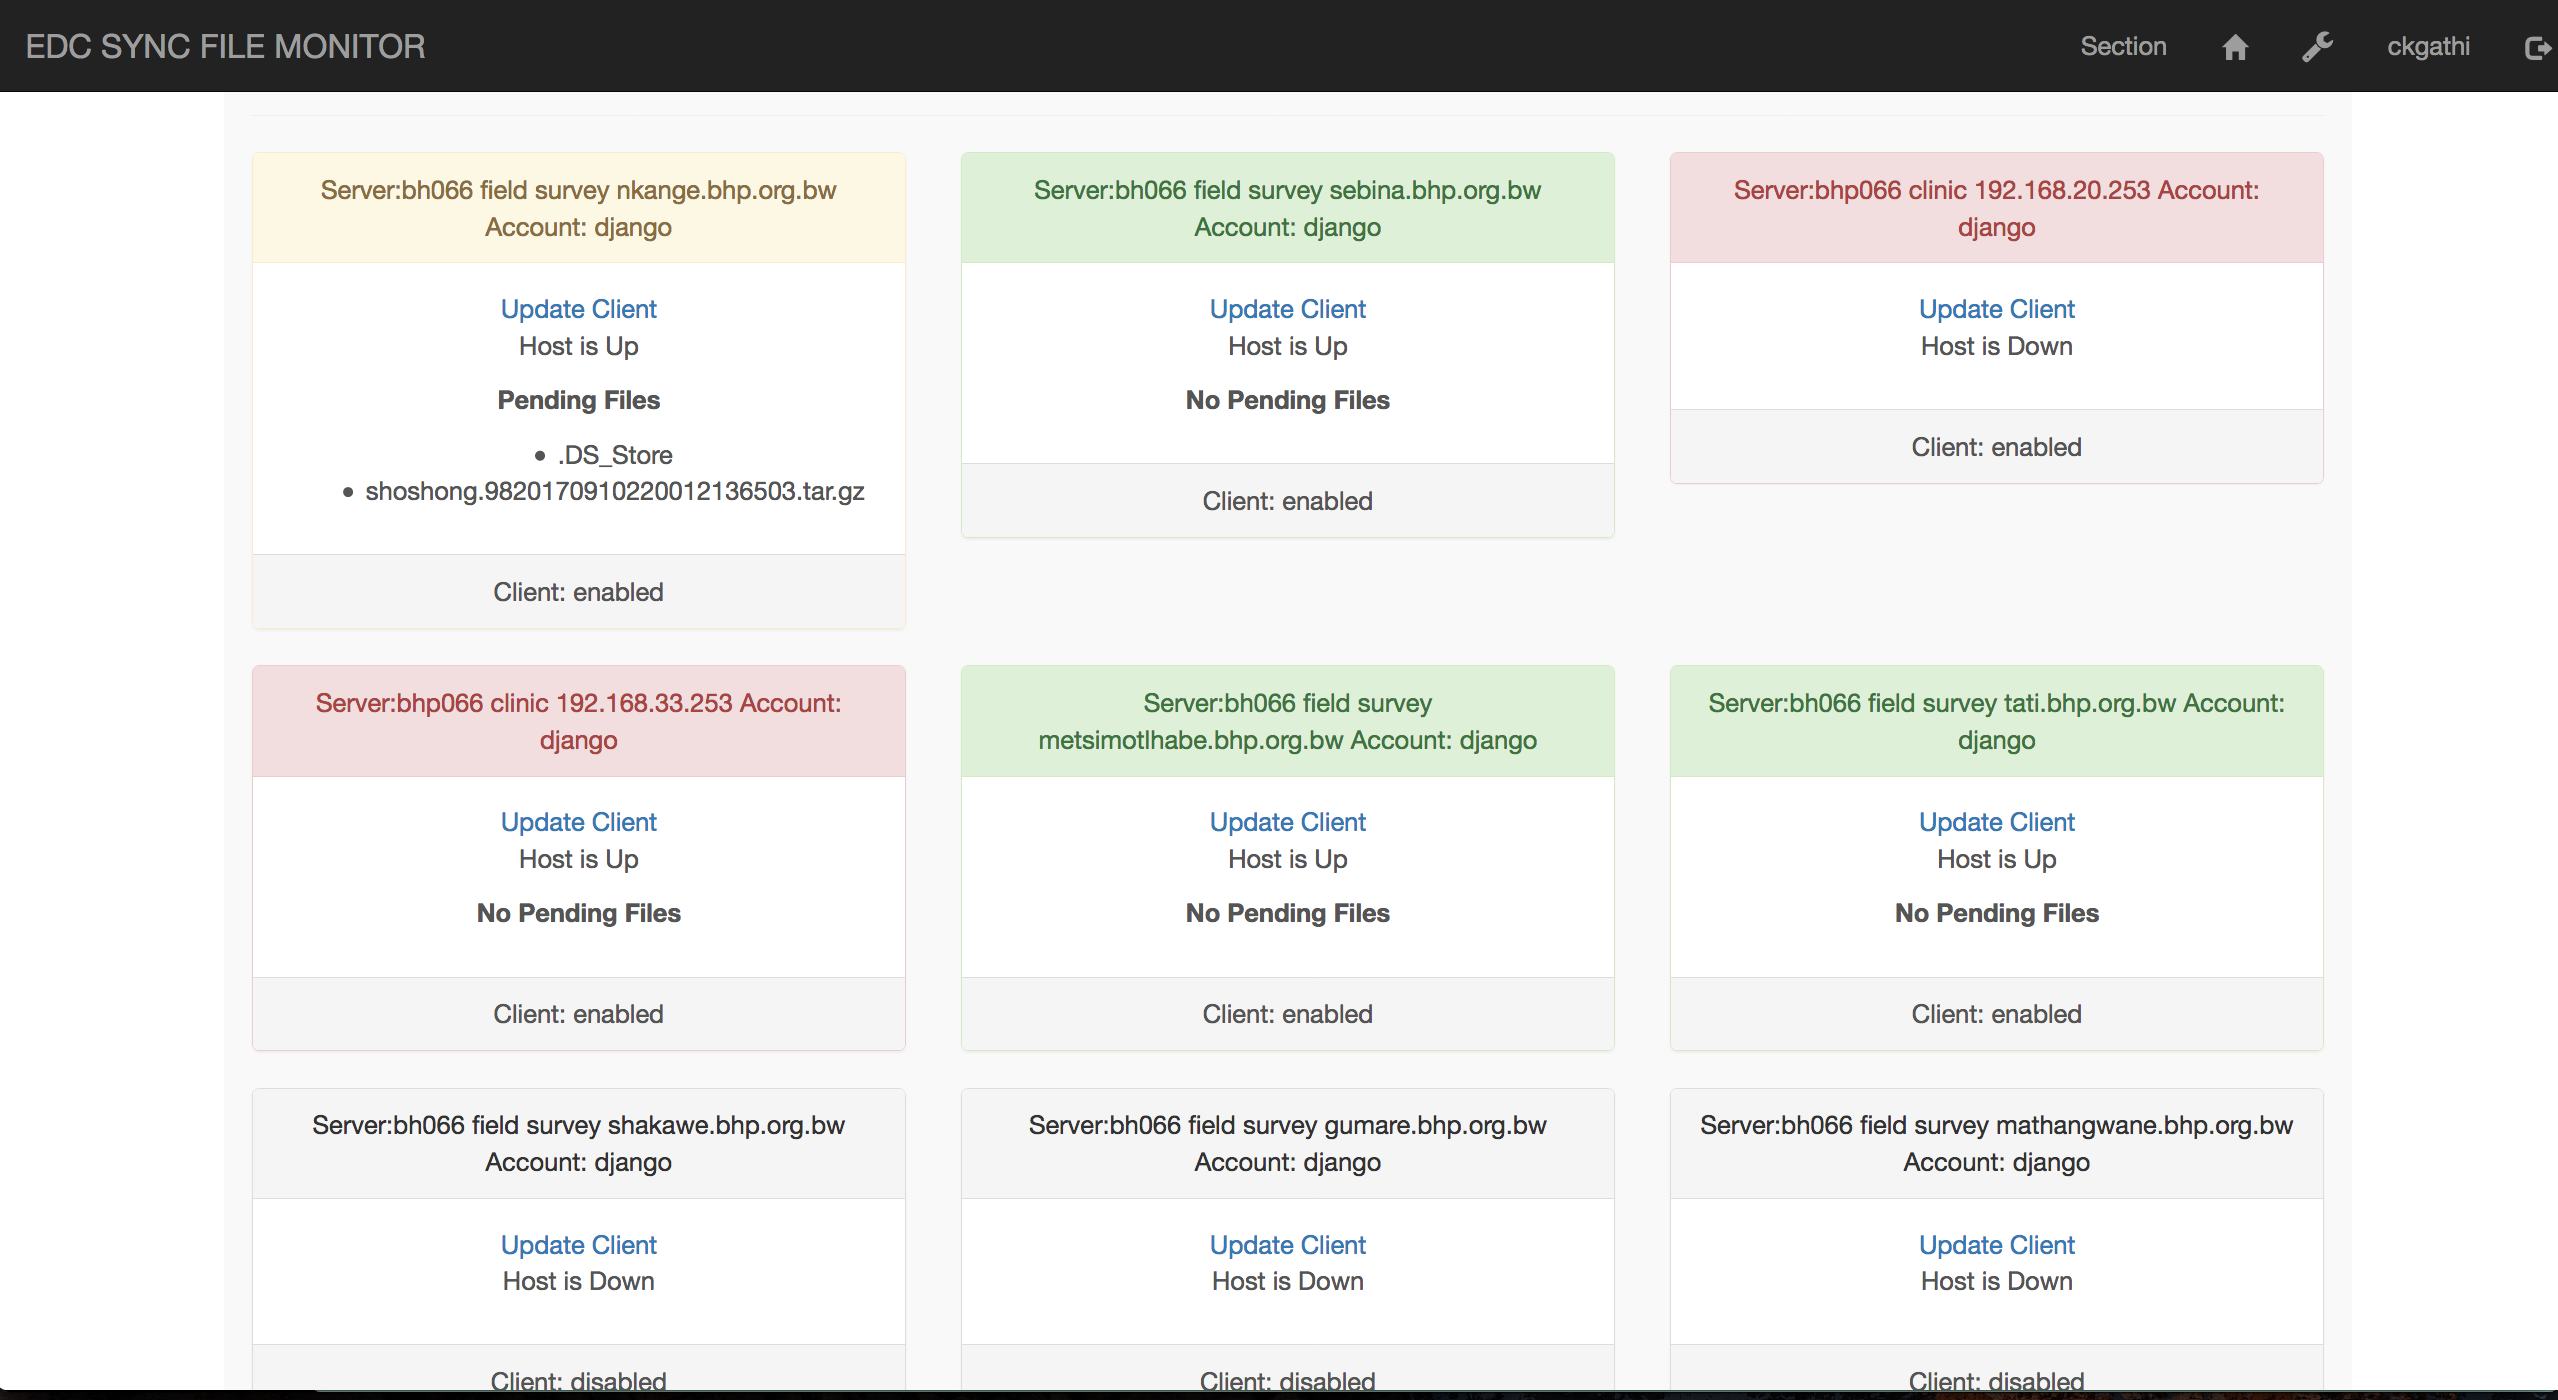 EDC SYNC FILE MONITOR
Section
ckgathi
Server:bh066 field survey nkange.bhp.org.bw
Account: django
Update Client
Host is Up
Pending Files
• .DS_Store
• shoshong.9820170910220012136503.tar.gz
Client: enabled
Server:bh066 field survey sebina.bhp.org.bw
Account: django
Update Client
Host is Up
No Pending Files
Client: enabled
Server:bhp066 clinic 192.168.20.253 Account:
django
Update Client
Host is Down
Client: enabled
Server:bhp066 clinic 192.168.33.253 Account:
django
Update Client
Host is Up
No Pending Files
Client: enabled
Server:bh066 field survey
metsimotlhabe.bhp.org.bw Account: django
Update Client
Host is Up
No Pending Files
Client: enabled
Server:bh066 field survey tati.bhp.org.bw Account:
django
Update Client
Host is Up
No Pending Files
Client: enabled
Server:bh066 field survey shakawe.bhp.org.bw
Account: django
Update Client
Host is Down
Client: disabled
Server:bh066 field survey gumare.bhp.org.bw
Account: django
Update Client
Host is Down
Client: disabled
Server:bh066 field survey mathangwane.bhp.org.bw
Account: django
Update Client
Host is Down
Client: disabled